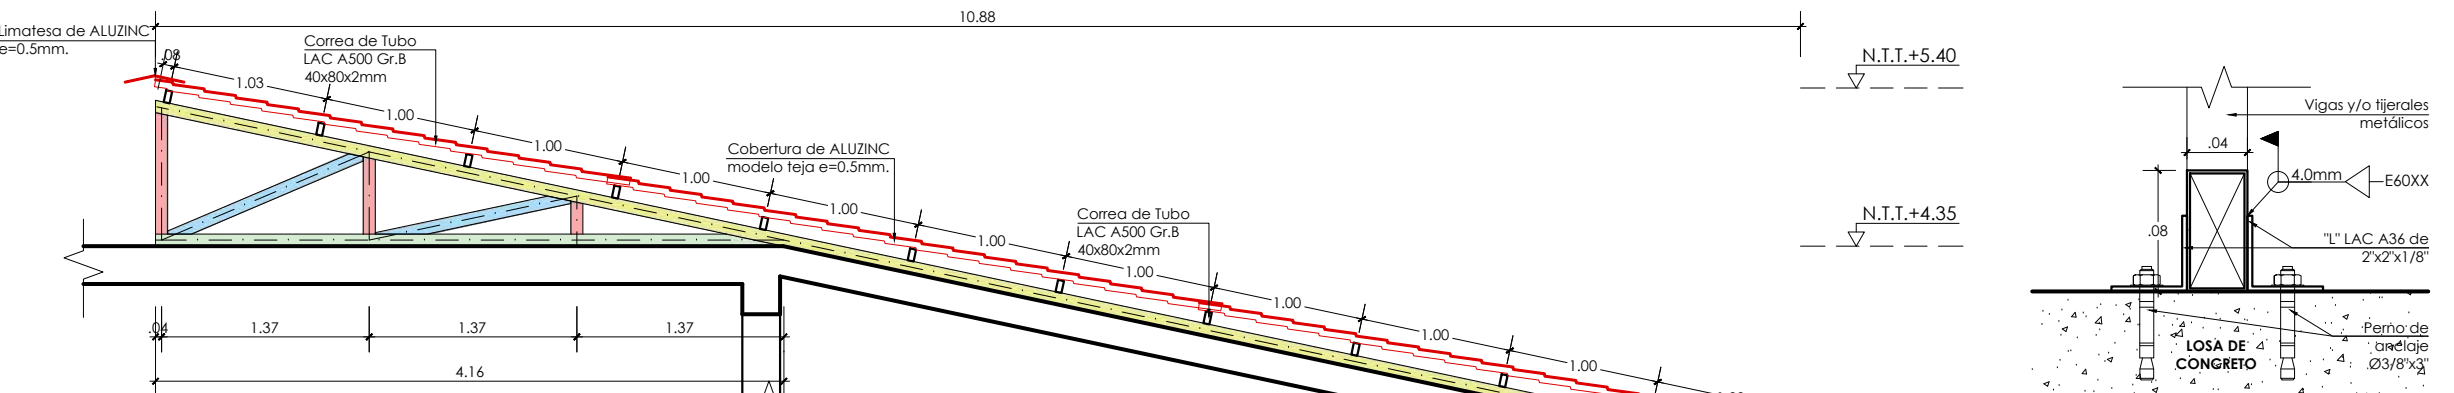 10.88
Limatesa de ALUZINC
e=0.5mm.
.08
1.03
Correa de Tubo
LAC A500 Gr.B
40x80x2mm
1.00
1.00
1.00
Cobertura de ALUZINC
modelo teja e=0.5mm.
1.00
1.00
Correa de Tubo
LAC A500 Gr.B
40x80x2mm
1.00
1.00
1.00
1.00
.04
1.37
1.37
1.37
4.16
N.T.T.+5.40
N.T.T.+4.35
Vigas y/o tijerales
metálicos
.04
4.0mm
E60XX
.08
"L" LAC A36 de
2"x2"x1/8"
Perno de
anclaje
Ø3/8"x3"
LOSA DE
CONCRETO